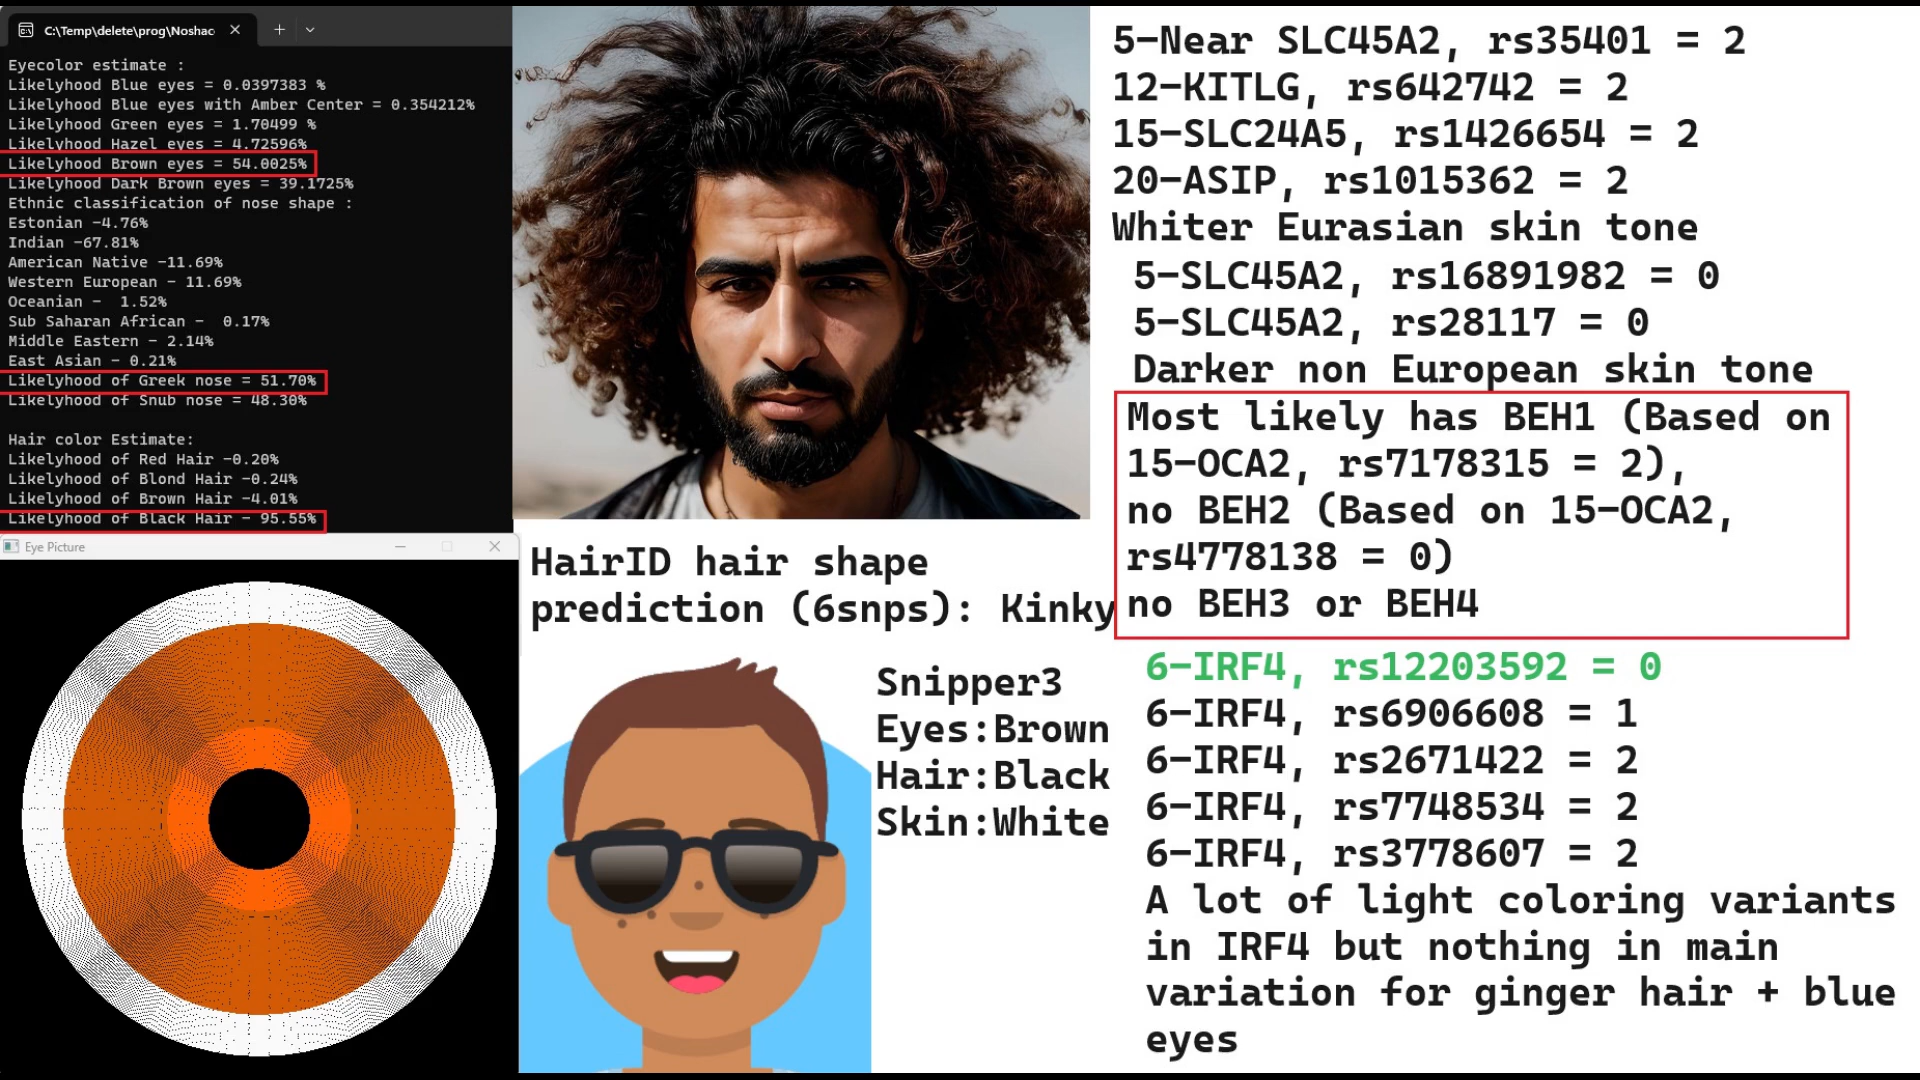 C:\Temp\delete\prog\Noshac
Eyecolor estimate :
Likelyhood Blue eyes = 0.0397383 %
Likelyhood Blue eyes with Amber Center = 0.354212%
Likelyhood Green eyes = 1.70499 %
Likelyhood Hazel eyes = 4.72596%
Likelyhood Brown eyes = 54.0025%
Likelyhood Dark Brown eyes = 39.1725%
Ethnic classification of nose shape :
Estonian -4.76%
Indian -67.81%
American Native -11.69%
Western European - 11.69%
Oceanian -  1.52%
Sub Saharan African -  0.17%
Middle Eastern - 2.14%
East Asian - 0.21%
Likelyhood of Greek nose = 51.70%
Likelyhood of Snub nose = 48.30%
Hair color Estimate:
Likelyhood of Red Hair -0.20%
Likelyhood of Blond Hair -0.24%
Likelyhood of Brown Hair -4.01%
Likelyhood of Black Hair - 95.55%
Eye Picture
HairID hair shape
prediction (6snps): Kinky
Snipper3
Eyes:Brown
Hair:Black
Skin:White
5-Near SLC45A2, rs35401 = 2
12-KITLG, rs642742 = 2
15-SLC24A5, rs1426654 = 2
20-ASIP, rs1015362 = 2
Whiter Eurasian skin tone
5-SLC45A2, rs16891982 = 0
5-SLC45A2, rs28117 = 0
Darker non European skin tone
Most likely has BEH1 (Based on
15-OCA2, rs7178315 = 2),
no BEH2 (Based on 15-OCA2,
rs4778138 = 0)
no BEH3 or BEH4
6-IRF4, rs12203592 = 0
6-IRF4, rs6906608 = 1
6-IRF4, rs2671422 = 2
6-IRF4, rs7748534 = 2
6-IRF4, rs3778607 = 2
A lot of light coloring variants
in IRF4 but nothing in main
variation for ginger hair + blue
eyes